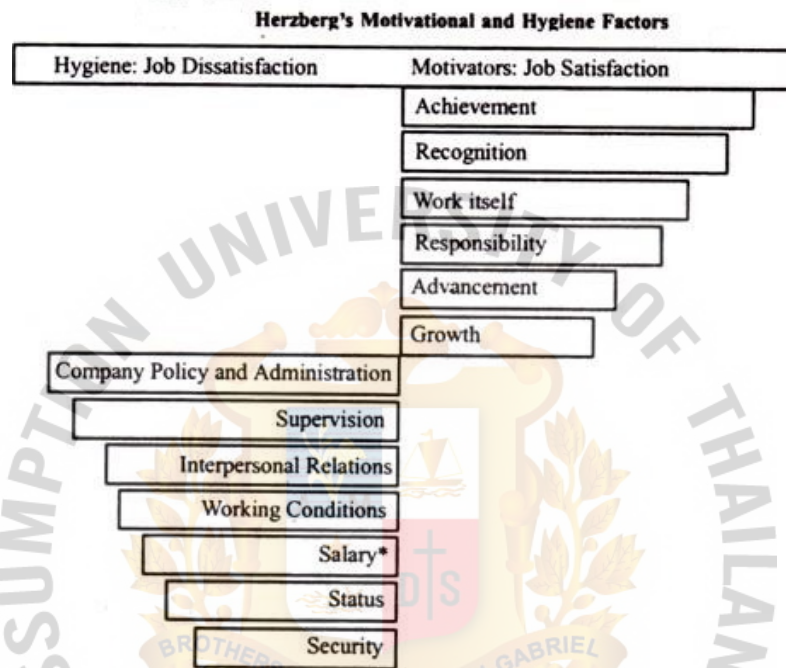 Herzberg's Motivational and Hygiene Factors
Hygiene: Job Dissatisfaction Motivators: Job Satisfaction
Achievement
Recognition
Work itself
Responsibility
Advancement
Growth
Company Policy and Administration
Supervision
Interpersonal Relations
Working Conditions
Salary*
Status
Security
UNIVERSITY OF
DS
BROTHERS
GABRIEL